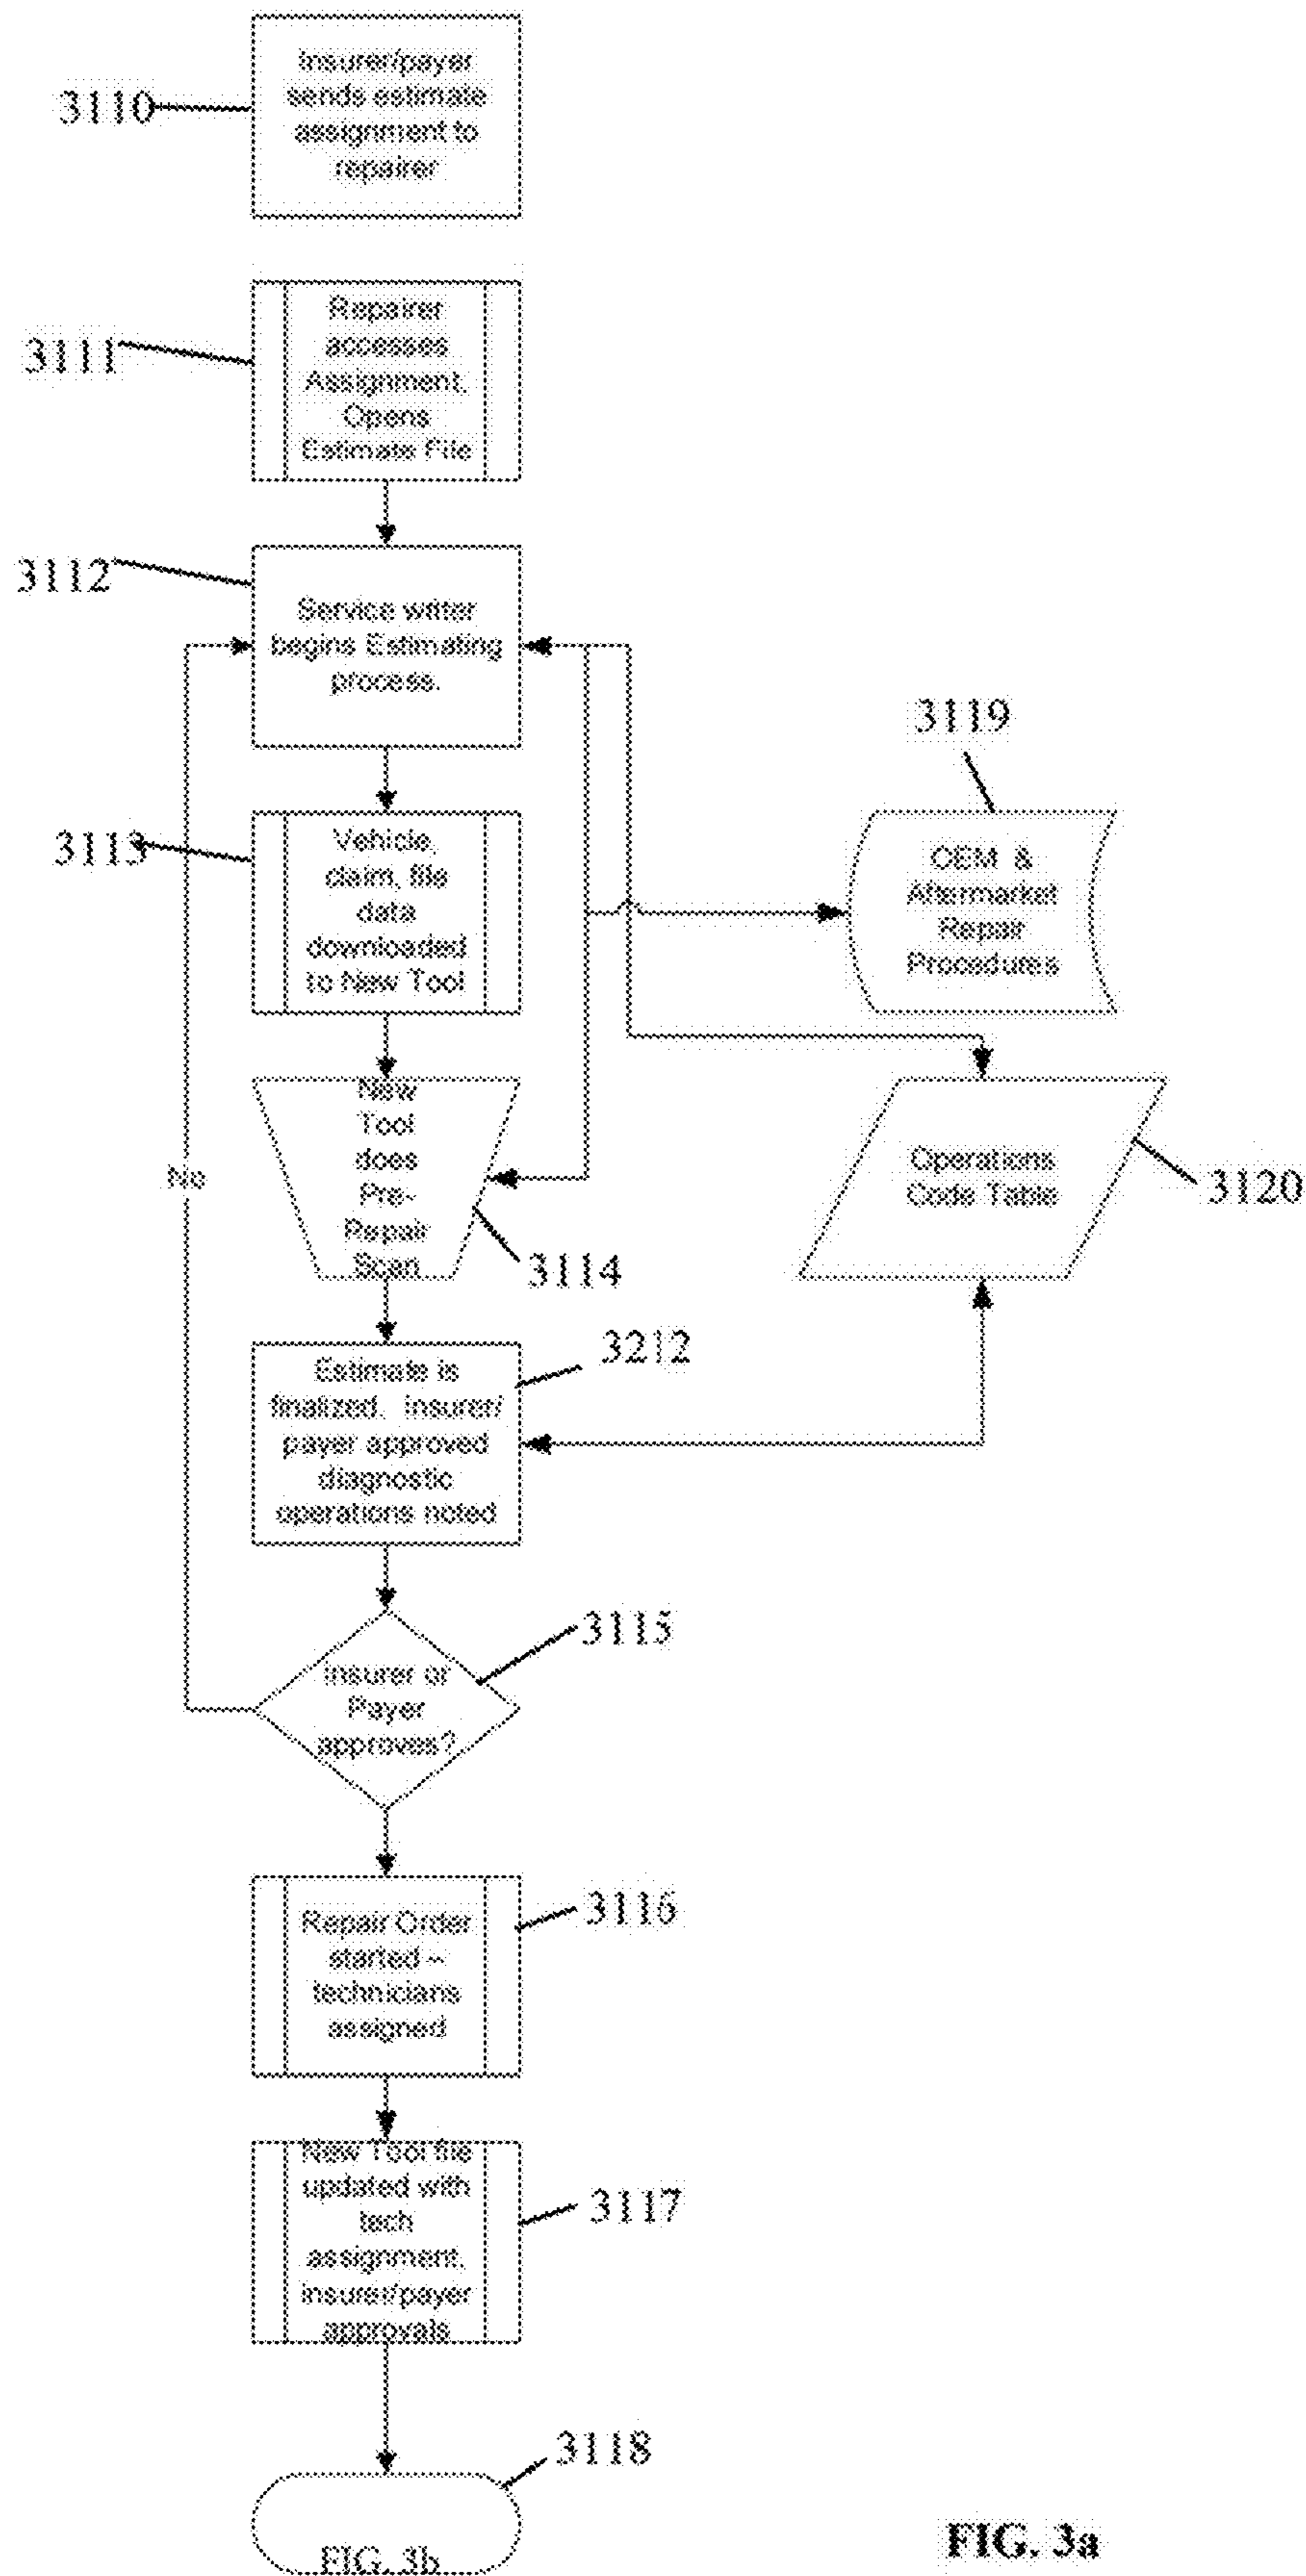 3110
Insurer/payer
sends estimate
assignment to
repairer
3111
Repairer
accesses
Assignment,
Opens
Estimate File
3112
Service writer
begins Estimating
process.
3113
Vehicle,
claim, file
data
downloaded
to New Tool
3119
OEM &
Aftermarket
Repair
Procedures
New
Tool
does
Pre-
Repair
Scan
3114
No
Operations
Code Table
3120
3212
Estimate is
finalized. insurer/
payer approved
diagnostic
operations noted
3115
Insurer or
Payer
approves?
3116
Repair Order
started –
technicians
assigned
3117
New Tool file
updated with
tech
assignment,
insurer/payer
approvals
3118
FIG. 3b
FIG. 3a